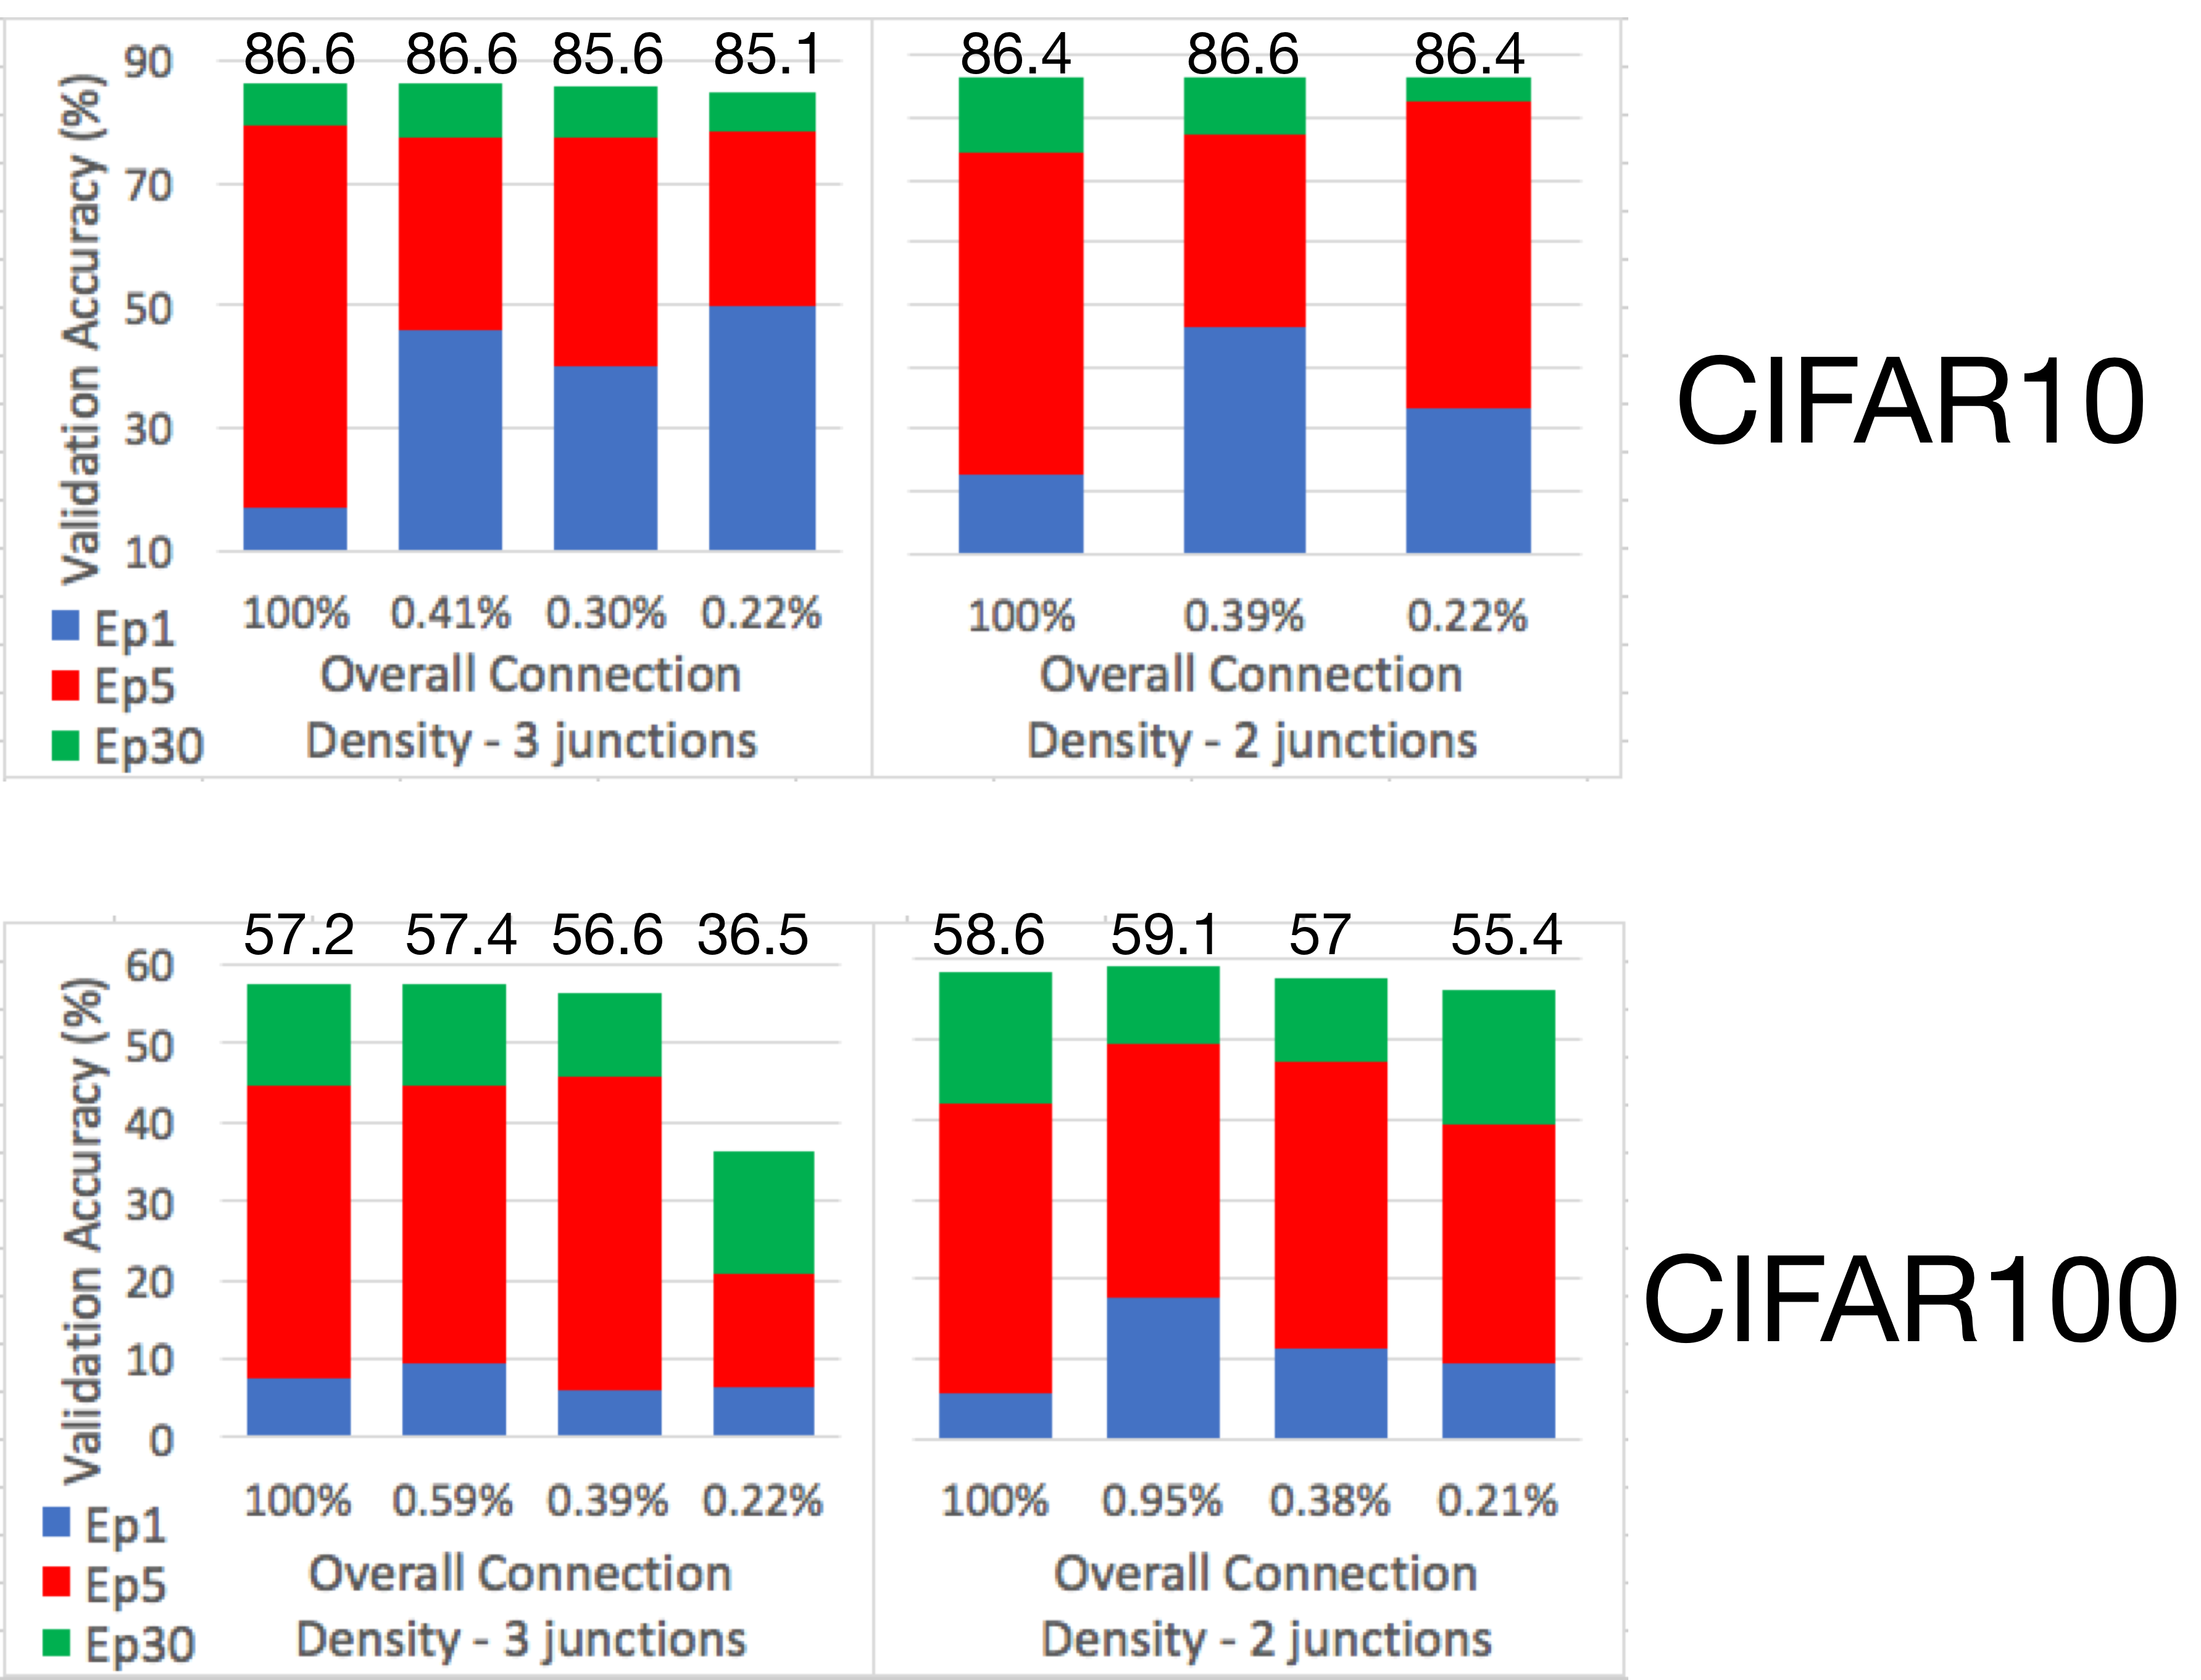 86.6 86.6 85.6 85.1
86.4 86.6 86.4
Validation Accuracy (%)
90
70
50
30
10
100% 0.41% 0.30% 0.22%
Overall Connection
Density - 3 junctions
100% 0.39% 0.22%
Overall Connection
Density - 2 junctions
Ep1
Ep5
Ep30
CIFAR10
57.2 57.4 56.6 36.5
58.6 59.1 57 55.4
Validation Accuracy (%)
60
50
40
30
20
10
0
100% 0.59% 0.39% 0.22%
Overall Connection
Density - 3 junctions
100% 0.95% 0.38% 0.21%
Overall Connection
Density - 2 junctions
Ep1
Ep5
Ep30
CIFAR100